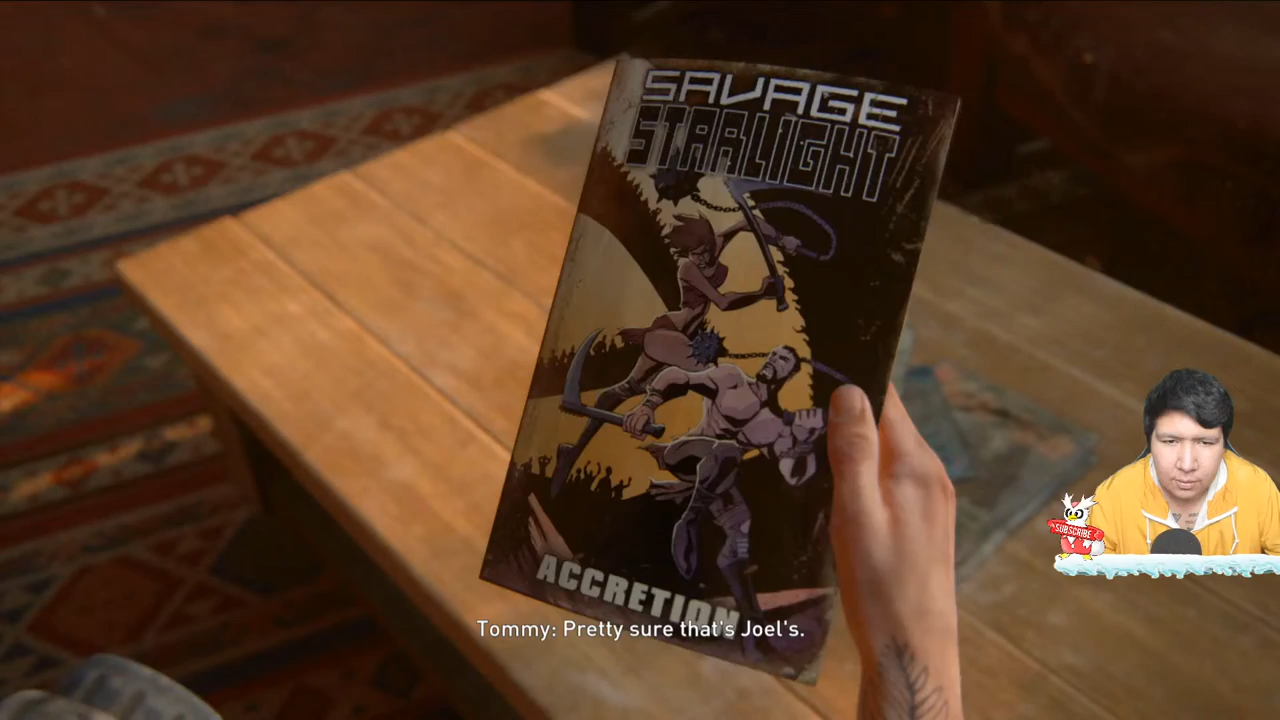 SAVAGE
STARLIGHT
ACCRETION
Tommy: Pretty sure that's Joel's.
SUBSCRIBE